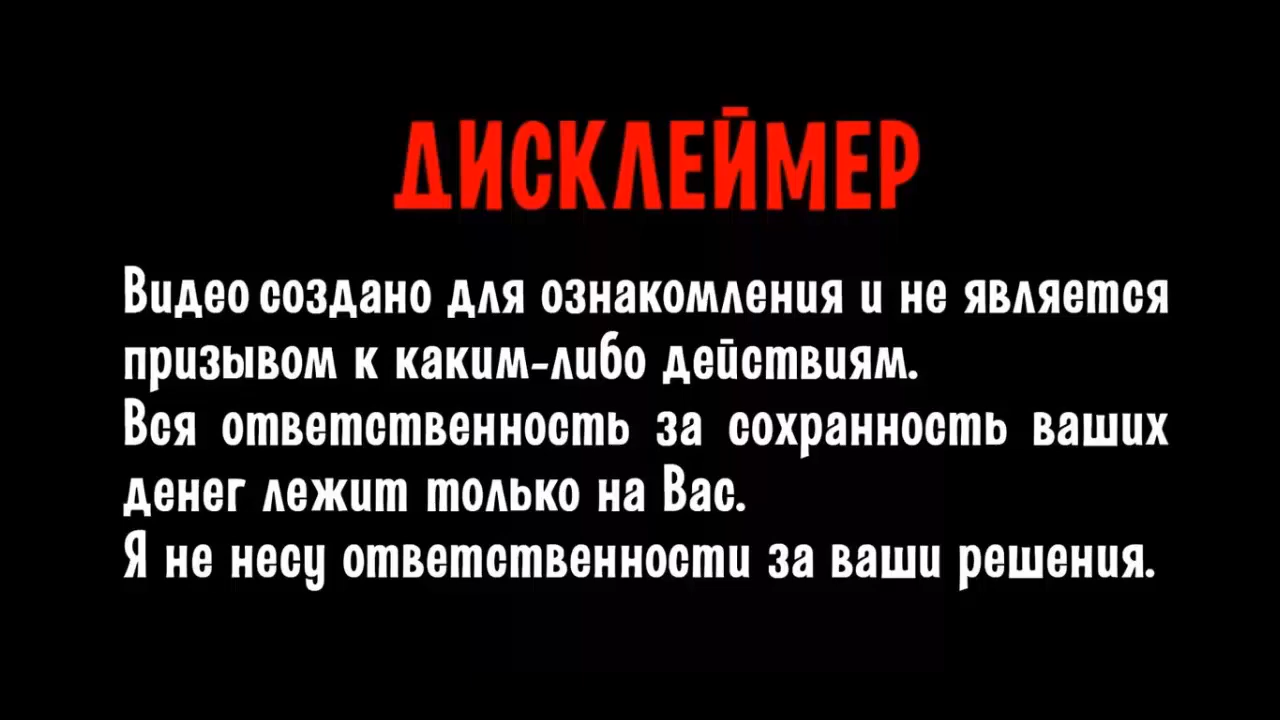 ДИСКЛЕЙМЕР
Видео создано для ознакомления и не является
призывом к каким-либо действиям.
Вся ответственность за сохранность ваших
денег лежит только на Вас.
Я не несу ответственности за ваши решения.